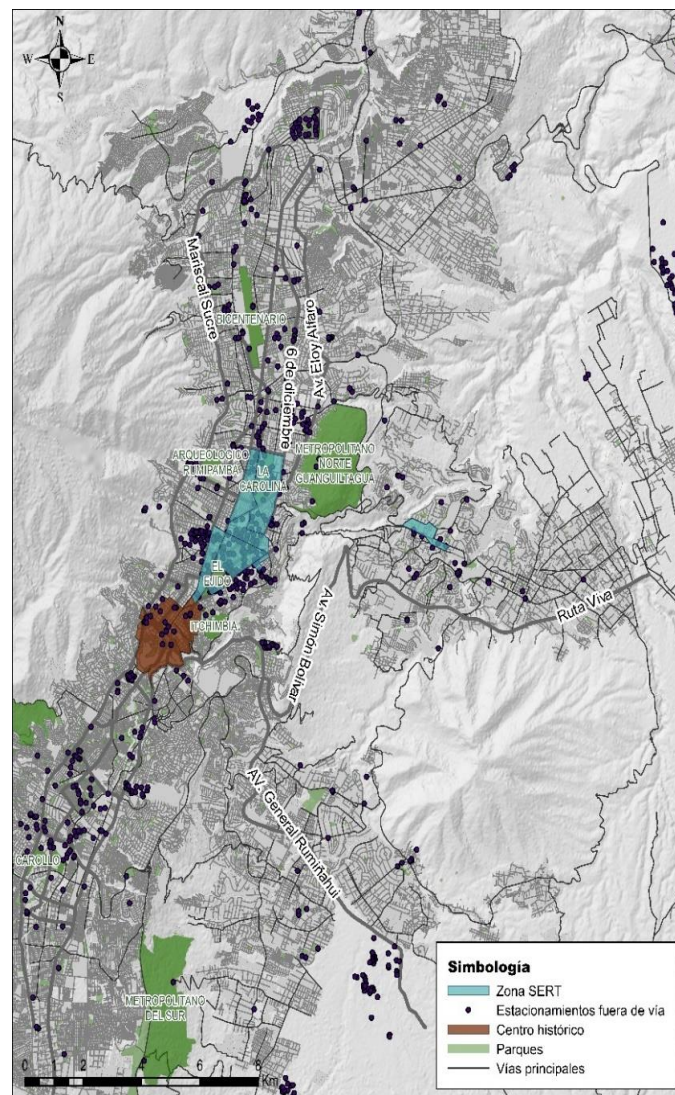 N
W E
S
Mariscal Sucre
BICENTENARIO
Av. Eloy Alfaro
6 de diciembre
ARQUEOLOGICO
RUMIPAMBA
LA
CAROLINA
METROPOLITANO
NORTE
GUANGUILTAGUA
EL
EJIDO
ITCHIMBIA
Av. Simón Bolívar
Ruta Viva
AV. General Rumiñahui
CAROLLO
METROPOLITANO
DEL SUR
Simbología
Zona SERT
Estacionamientos fuera de vía
Centro histórico
Parques
Vías principales
0 2 4 6 8
Km